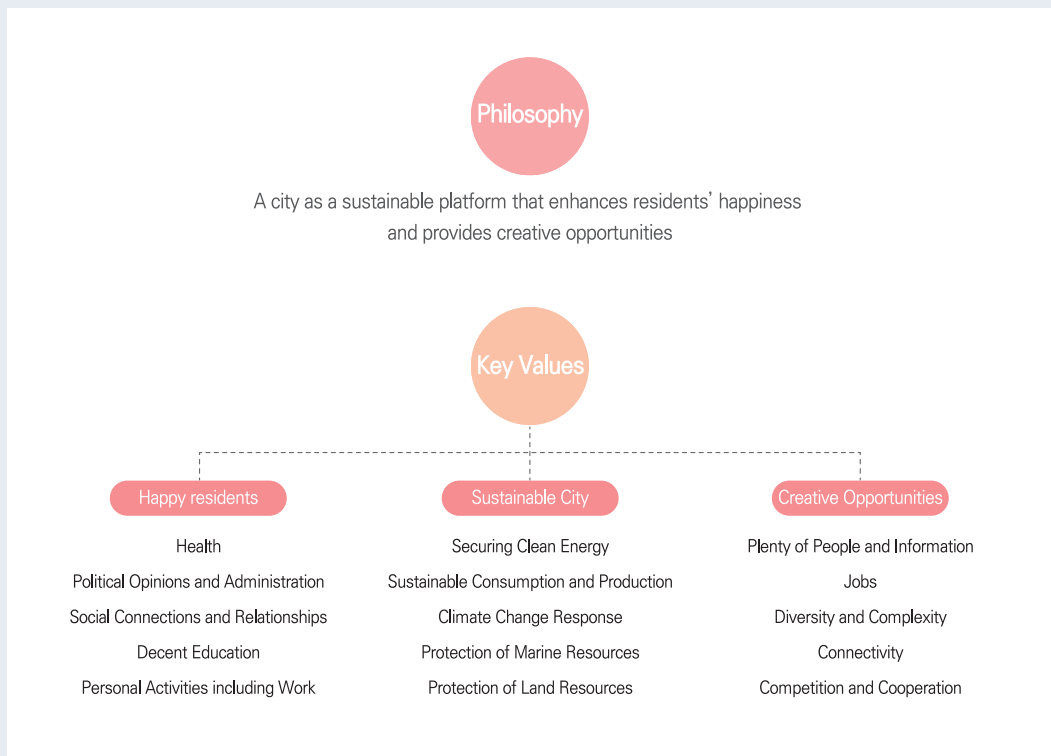 Philosophy
A city as a sustainable platform that enhances residents’ happiness
and provides creative opportunities
Key Values
Happy residents
Health
Political Opinions and Administration
Social Connections and Relationships
Decent Education
Personal Activities including Work
Sustainable City
Securing Clean Energy
Sustainable Consumption and Production
Climate Change Response
Protection of Marine Resources
Protection of Land Resources
Creative Opportunities
Plenty of People and Information
Jobs
Diversity and Complexity
Connectivity
Competition and Cooperation